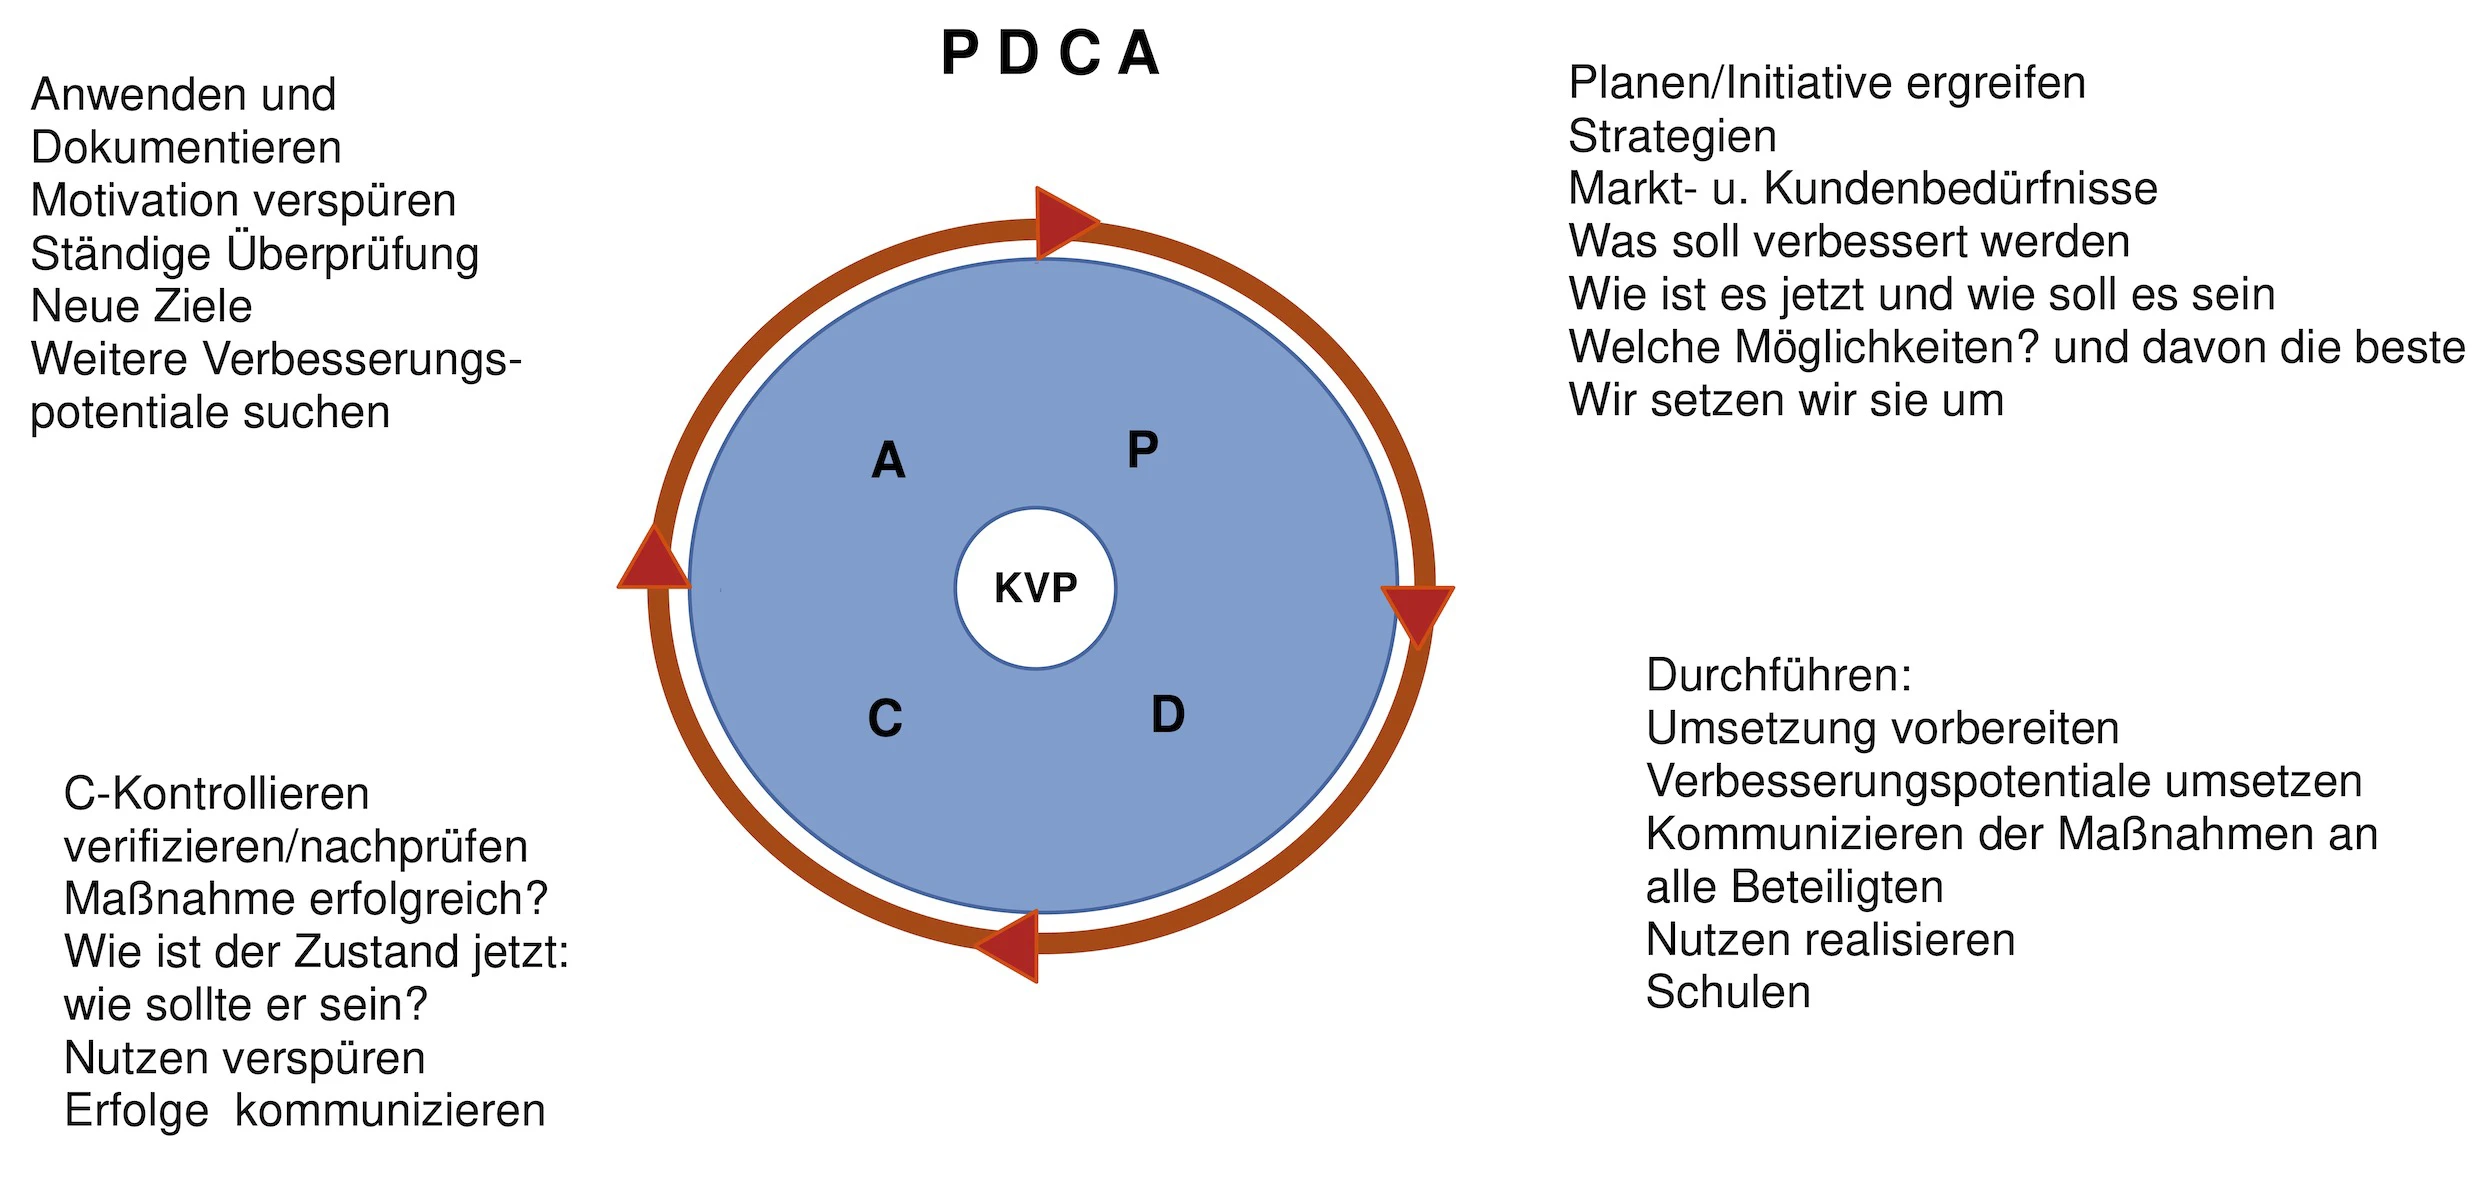 P D C A
Anwenden und
Dokumentieren
Motivation verspüren
Ständige Überprüfung
Neue Ziele
Weitere Verbesserungs-
potentiale suchen
Planen/Initiative ergreifen
Strategien
Markt- u. Kundenbedürfnisse
Was soll verbessert werden
Wie ist es jetzt und wie soll es sein
Welche Möglichkeiten? und davon die beste
Wir setzen wir sie um
A
P
KVP
C
D
C-Kontrollieren
verifizieren/nachprüfen
Maßnahme erfolgreich?
Wie ist der Zustand jetzt:
wie sollte er sein?
Nutzen verspüren
Erfolge  kommunizieren
Durchführen:
Umsetzung vorbereiten
Verbesserungspotentiale umsetzen
Kommunizieren der Maßnahmen an
alle Beteiligten
Nutzen realisieren
Schulen